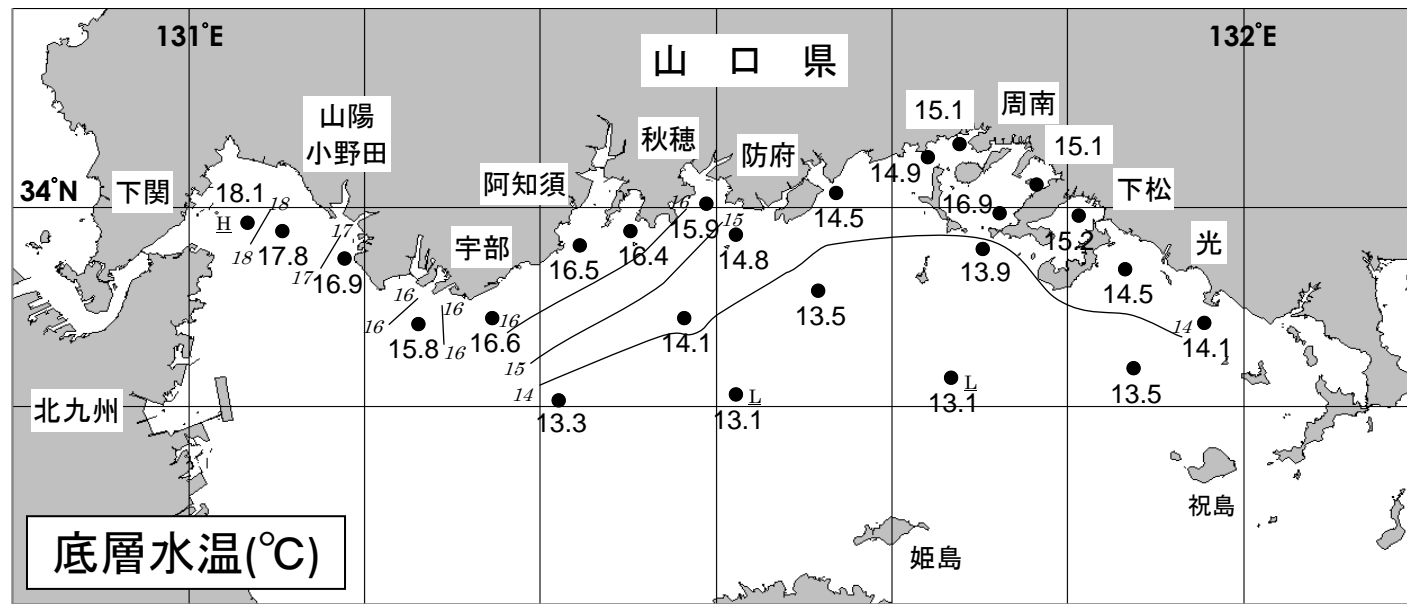 131°E
132°E
山 口 県
15.1
周南
山陽
小野田
秋穂
防府
15.1
14.9
34°N
下関
18.1
阿知須
下松
18
16
15
16.9
H
15.9
14.5
15.2
17
18
17.8
宇部
16.5
16.4
14.8
13.9
光
17
16.9
14.5
16
16
13.5
16
15.8
16
16.6
16
14.1
14
14.1
2
15
14
13.3
L
13.1
L
13.1
13.5
北九州
祝島
底層水温(℃)
姫島